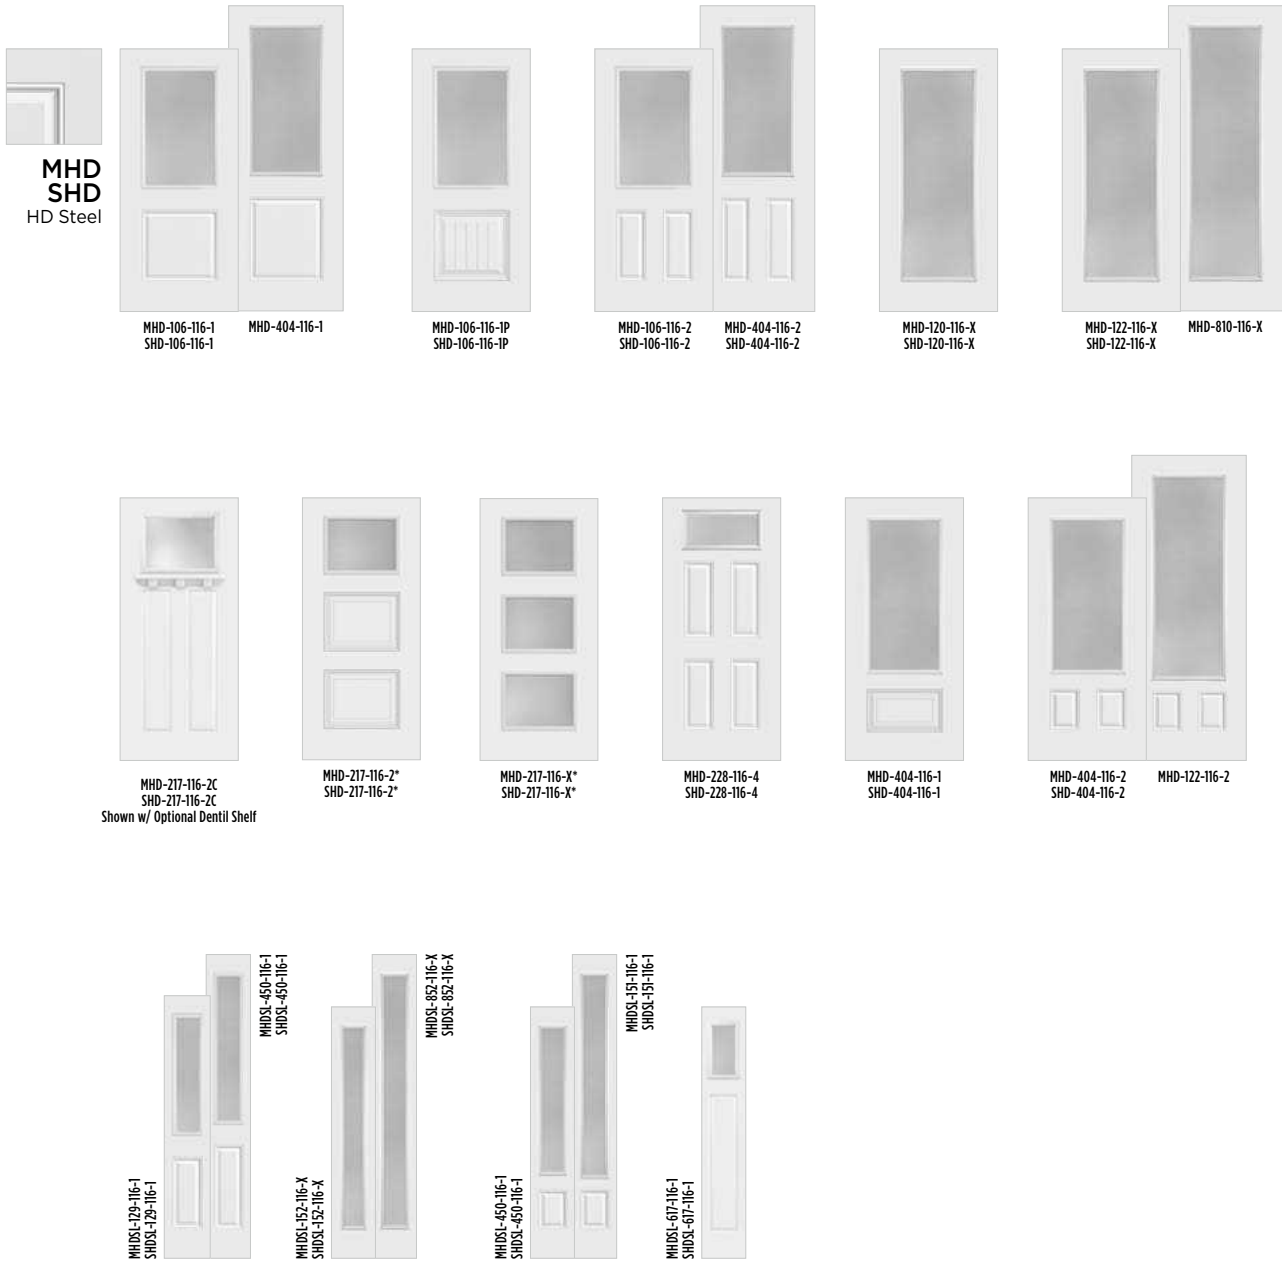 MHD
SHD
HD Steel
MHD-106-116-1
SHD-106-116-1
MHD-404-116-1
MHD-106-116-1P
SHD-106-116-1P
MHD-106-116-2
SHD-106-116-2
MHD-404-116-2
SHD-404-116-2
MHD-120-116-X
SHD-120-116-X
MHD-122-116-X
SHD-122-116-X
MHD-810-116-X
MHD-217-116-2C
SHD-217-116-2C
Shown w/ Optional Dentil Shelf
MHD-217-116-2*
SHD-217-116-2*
MHD-217-116-X*
SHD-217-116-X*
MHD-228-116-4
SHD-228-116-4
MHD-404-116-1
SHD-404-116-1
MHD-404-116-2
SHD-404-116-2
MHD-122-116-2
MHDSL-129-116-1
SHDSL-129-116-1
MHDSL-450-116-1
SHDSL-450-116-1
MHDSL-152-116-X
SHDSL-152-116-X
MHDSL-852-116-X
SHDSL-852-116-X
MHDSL-450-116-1
SHDSL-450-116-1
MHDSL-151-116-1
SHDSL-151-116-1
MHDSL-617-116-1
SHDSL-617-116-1